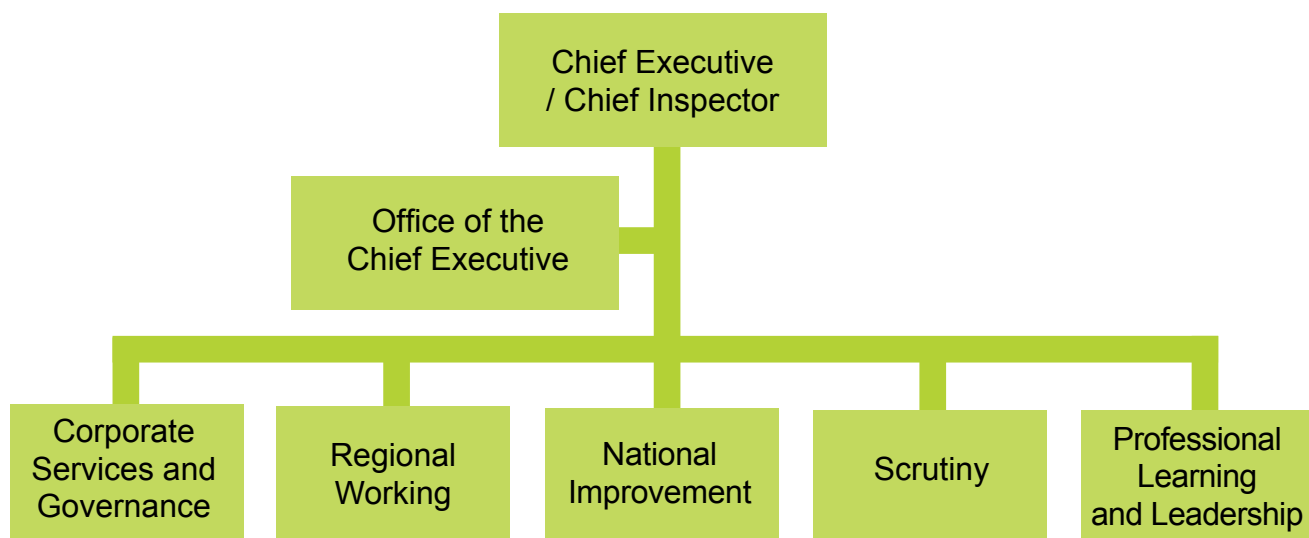 Chief Executive
/ Chief Inspector
Office of the
Chief Executive
Corporate
Services and
Governance
Regional
Working
National
Improvement
Scrutiny
Professional
Learning
and Leadership